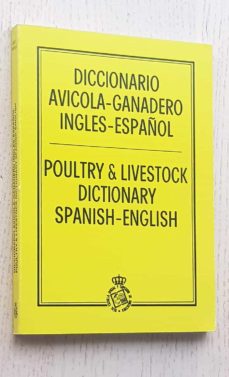 DICCIONARIO
AVICOLA-GANADERO
INGLES-ESPAÑOL
POULTRY & LIVESTOCK
DICTIONARY
SPANISH-ENGLISH